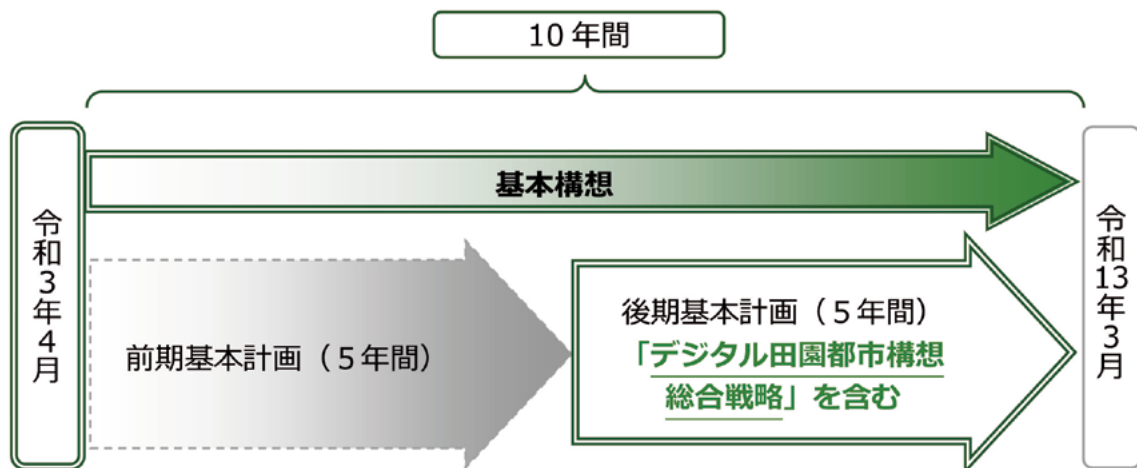 10年間
基本構想
令和3年4月
令和13年3月
前期基本計画（５年間）
後期基本計画（５年間）
「デジタル田園都市構想
総合戦略」を含む